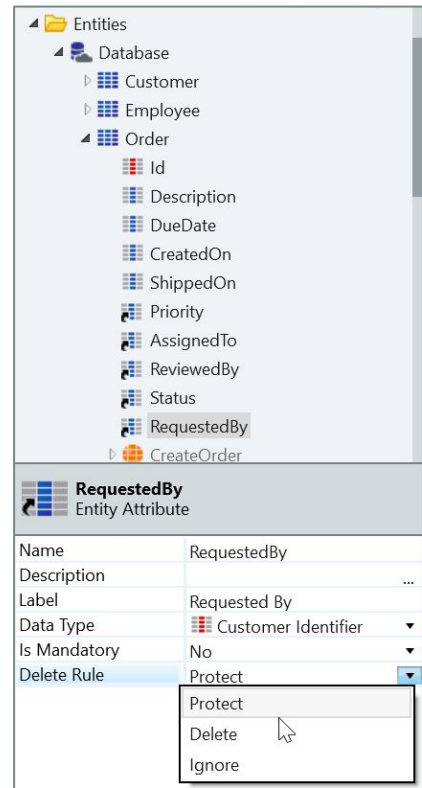 Entities
Database
Customer
Employee
Order
Id
Description
DueDate
CreatedOn
ShippedOn
Priority
AssignedTo
ReviewedBy
Status
RequestedBy
CreateOrder
RequestedBy
Entity Attribute
Name RequestedBy
Description ...
Label Requested By
Data Type Customer Identifier
Is Mandatory No
Delete Rule Protect
Protect
Delete
Ignore